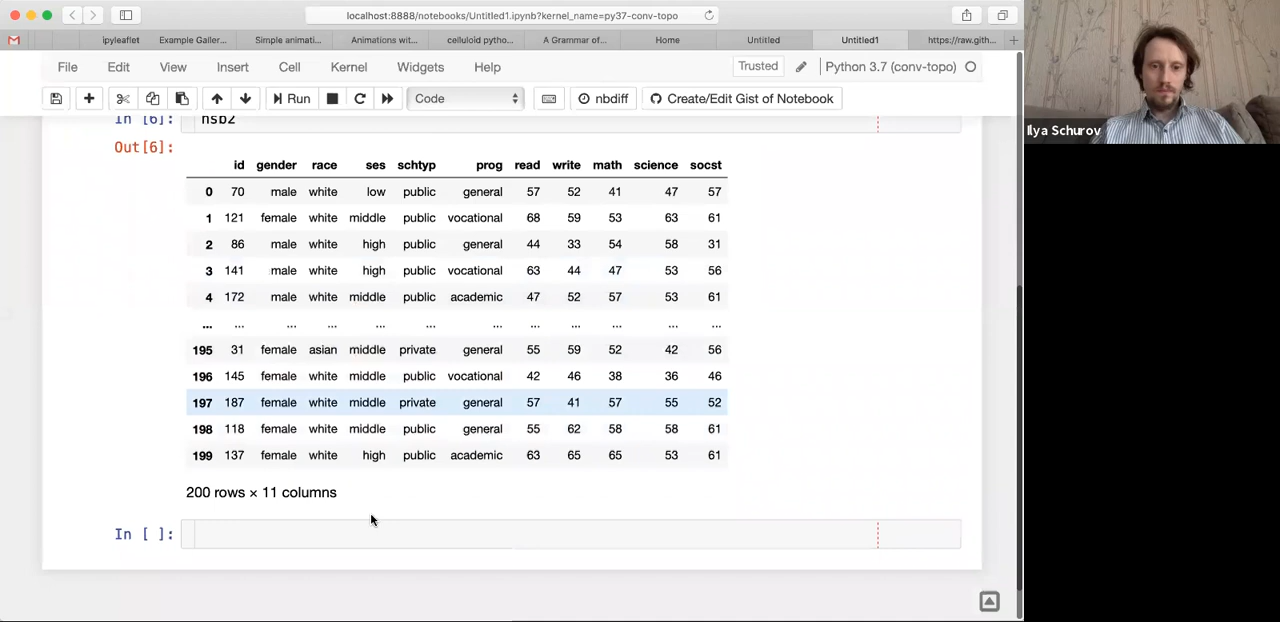 localhost:8888/notebooks/Untitled1.ipynb?kernel_name=py37-conv-topo
ipyleaflet Example Galler... Simple animati... Animations wit... celluloid pytho... A Grammar of... Home Untitled Untitled1 https://raw.gith...
File Edit View Insert Cell Kernel Widgets Help Trusted Python 3.7 (conv-topo)
Run Code nbdiff Create/Edit Gist of Notebook
In [6]: hsb2
Out[6]:
id gender race ses schtyp prog read write math science socst
0 70 male white low public general 57 52 41 47 57
1 121 female white middle public vocational 68 59 53 63 61
2 86 male white high public general 44 33 54 58 31
3 141 male white high public vocational 63 44 47 53 56
4 172 male white middle public academic 47 52 57 53 61
... ... ... ... ... ... ... ... ... ... ... ...
195 31 female asian middle private general 55 59 52 42 56
196 145 female white middle public vocational 42 46 38 36 46
197 187 female white middle private general 57 41 57 55 52
198 118 female white middle public general 55 62 58 58 61
199 137 female white high public academic 63 65 65 53 61
200 rows × 11 columns
In [ ]:
Ilya Schurov